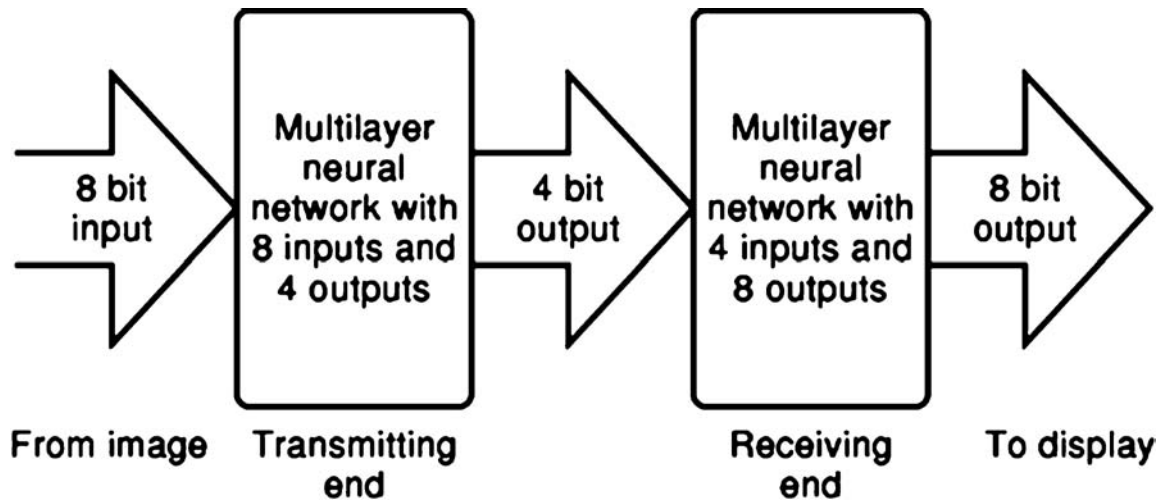 8 bit
input
Multilayer
neural
network with
8 inputs and
4 outputs
4 bit
output
Multilayer
neural
network with
4 inputs and
8 outputs
8 bit
output
From image
Transmitting
end
Receiving
end
To display